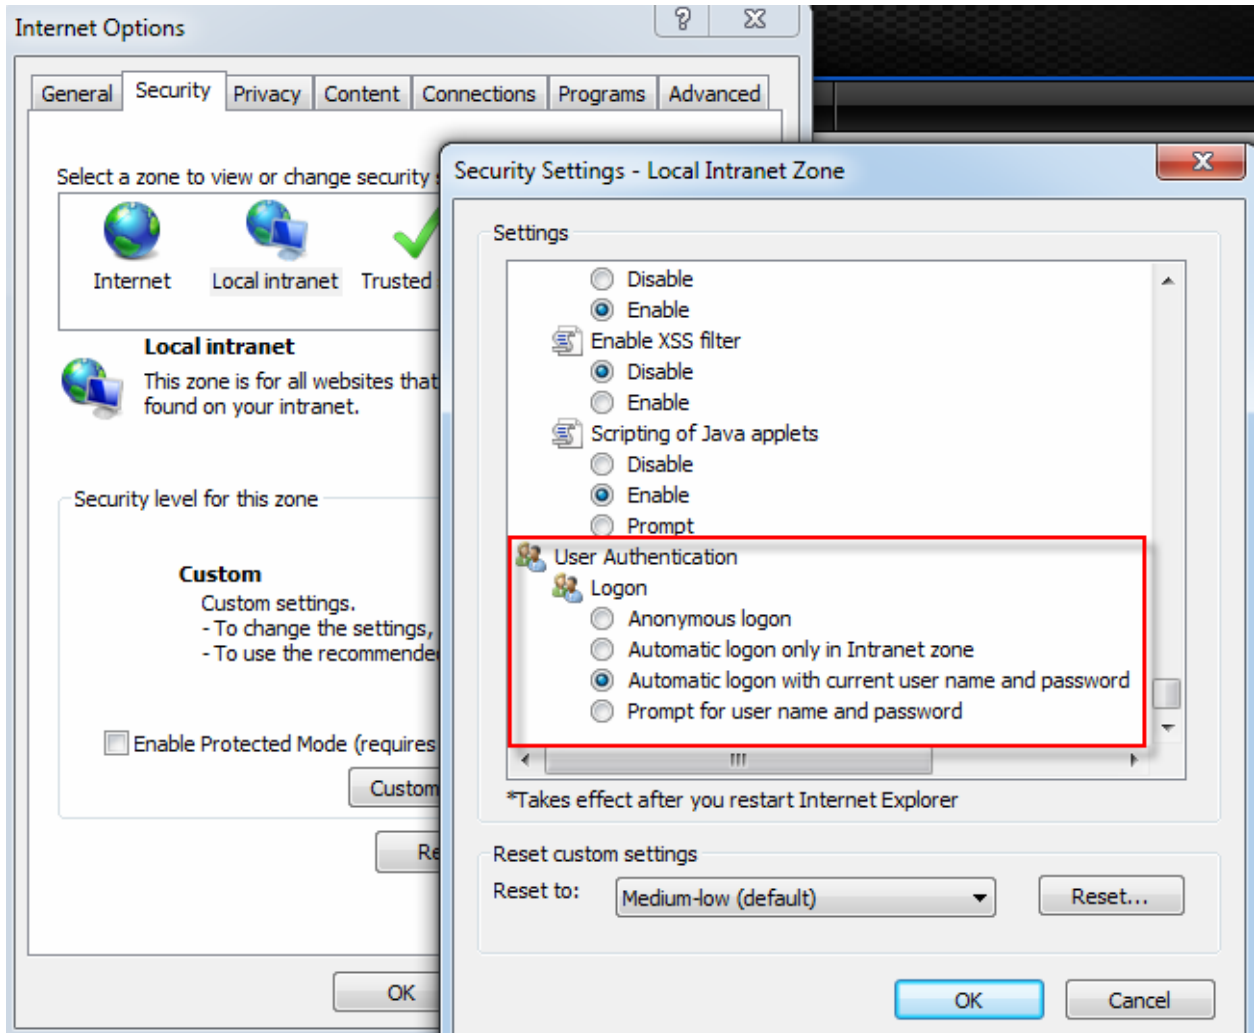 Internet Options
General Security Privacy Content Connections Programs Advanced
Select a zone to view or change security
Internet Local intranet Trusted
Local intranet
This zone is for all websites that
found on your intranet.
Security level for this zone
Custom
Custom settings.
- To change the settings,
- To use the recommended
Enable Protected Mode (requires
Custom
Re
OK
Security Settings - Local Intranet Zone
Settings
Disable
Enable
Enable XSS filter
Disable
Enable
Scripting of Java applets
Disable
Enable
Prompt
User Authentication
Logon
Anonymous logon
Automatic logon only in Intranet zone
Automatic logon with current user name and password
Prompt for user name and password
*Takes effect after you restart Internet Explorer
Reset custom settings
Reset to: Medium-low (default) Reset...
OK Cancel